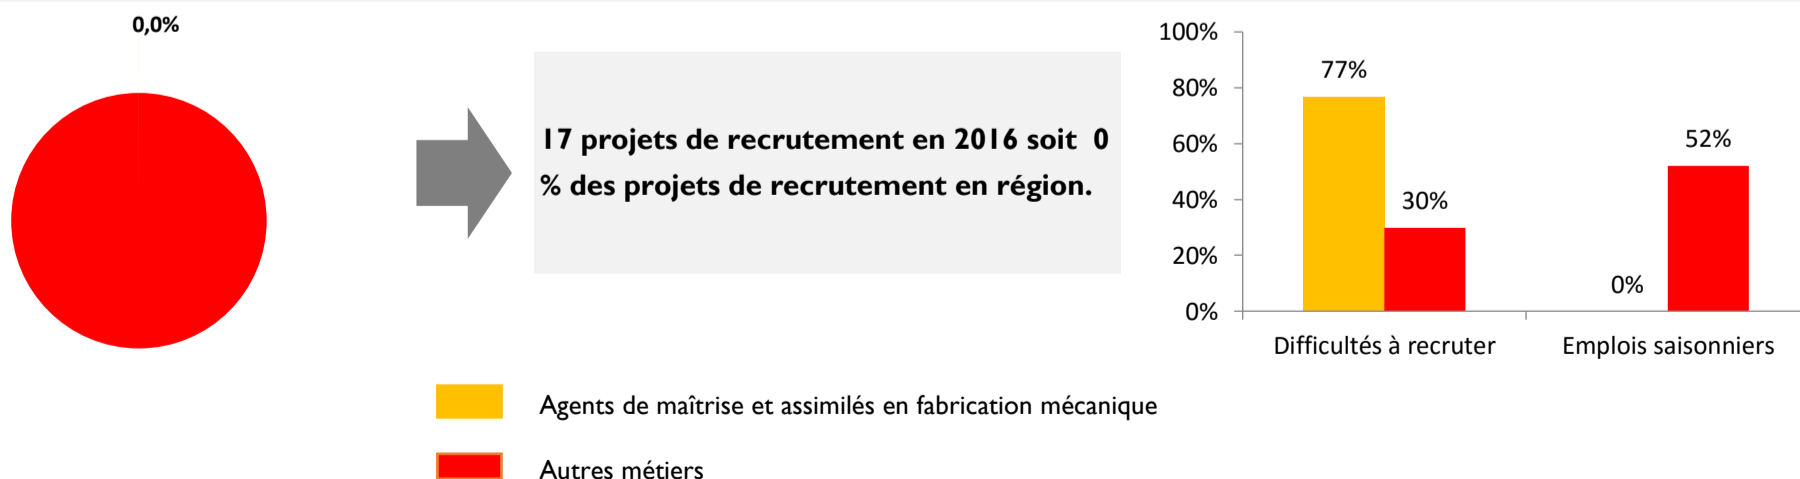 0,0%
17 projets de recrutement en 2016 soit  0
% des projets de recrutement en région.
100%
80%
60%
40%
20%
0%
77%
30%
0%
52%
Difficultés à recruter
Emplois saisonniers
Agents de maîtrise et assimilés en fabrication mécanique
Autres métiers